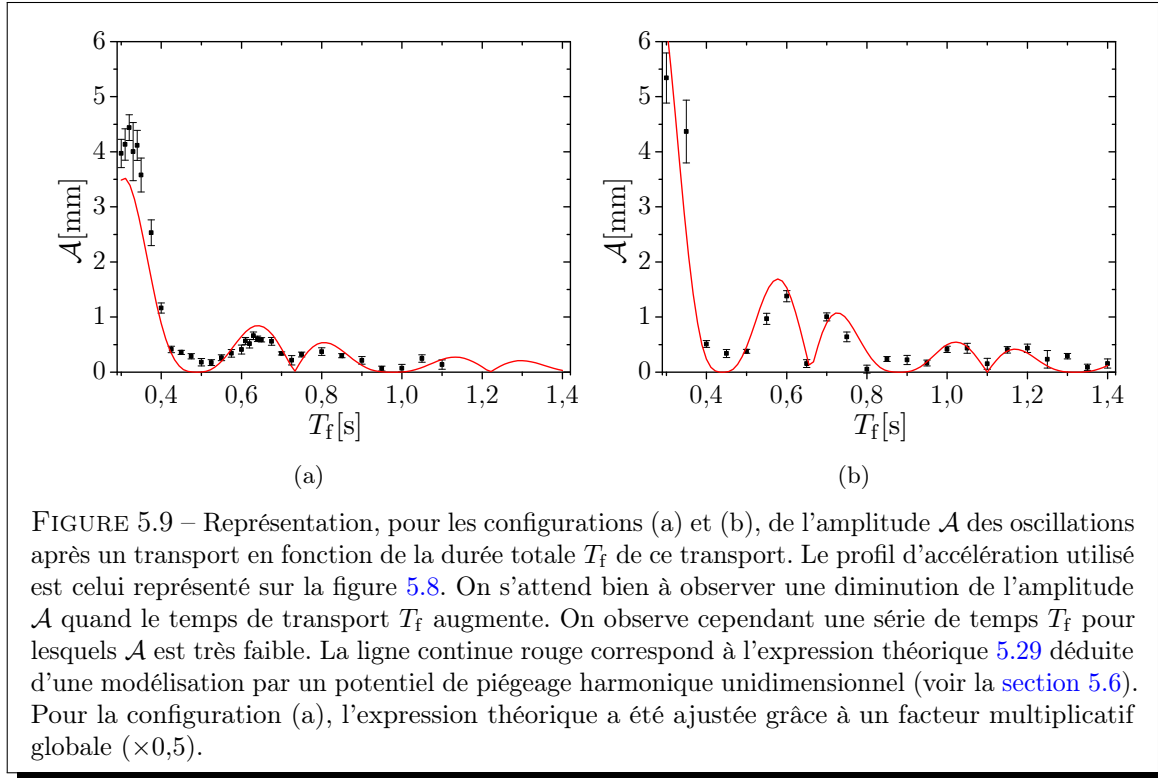 6
5
4
3
2
1
0
𝒜[mm]
0,4 0,6 0,8 1,0 1,2 1,4
T_f[s]
(a)
6
5
4
3
2
1
0
𝒜[mm]
0,4 0,6 0,8 1,0 1,2 1,4
T_f[s]
(b)
FIGURE 5.9 – Représentation, pour les configurations (a) et (b), de l'amplitude 𝒜 des oscillations
après un transport en fonction de la durée totale T_f de ce transport. Le profil d'accélération utilisé
est celui représenté sur la figure 5.8. On s'attend bien à observer une diminution de l'amplitude
𝒜 quand le temps de transport T_f augmente. On observe cependant une série de temps T_f pour
lesquels 𝒜 est très faible. La ligne continue rouge correspond à l'expression théorique 5.29 déduite
d'une modélisation par un potentiel de piégeage harmonique unidimensionnel (voir la section 5.6).
Pour la configuration (a), l'expression théorique a été ajustée grâce à un facteur multiplicatif
globale (×0,5).